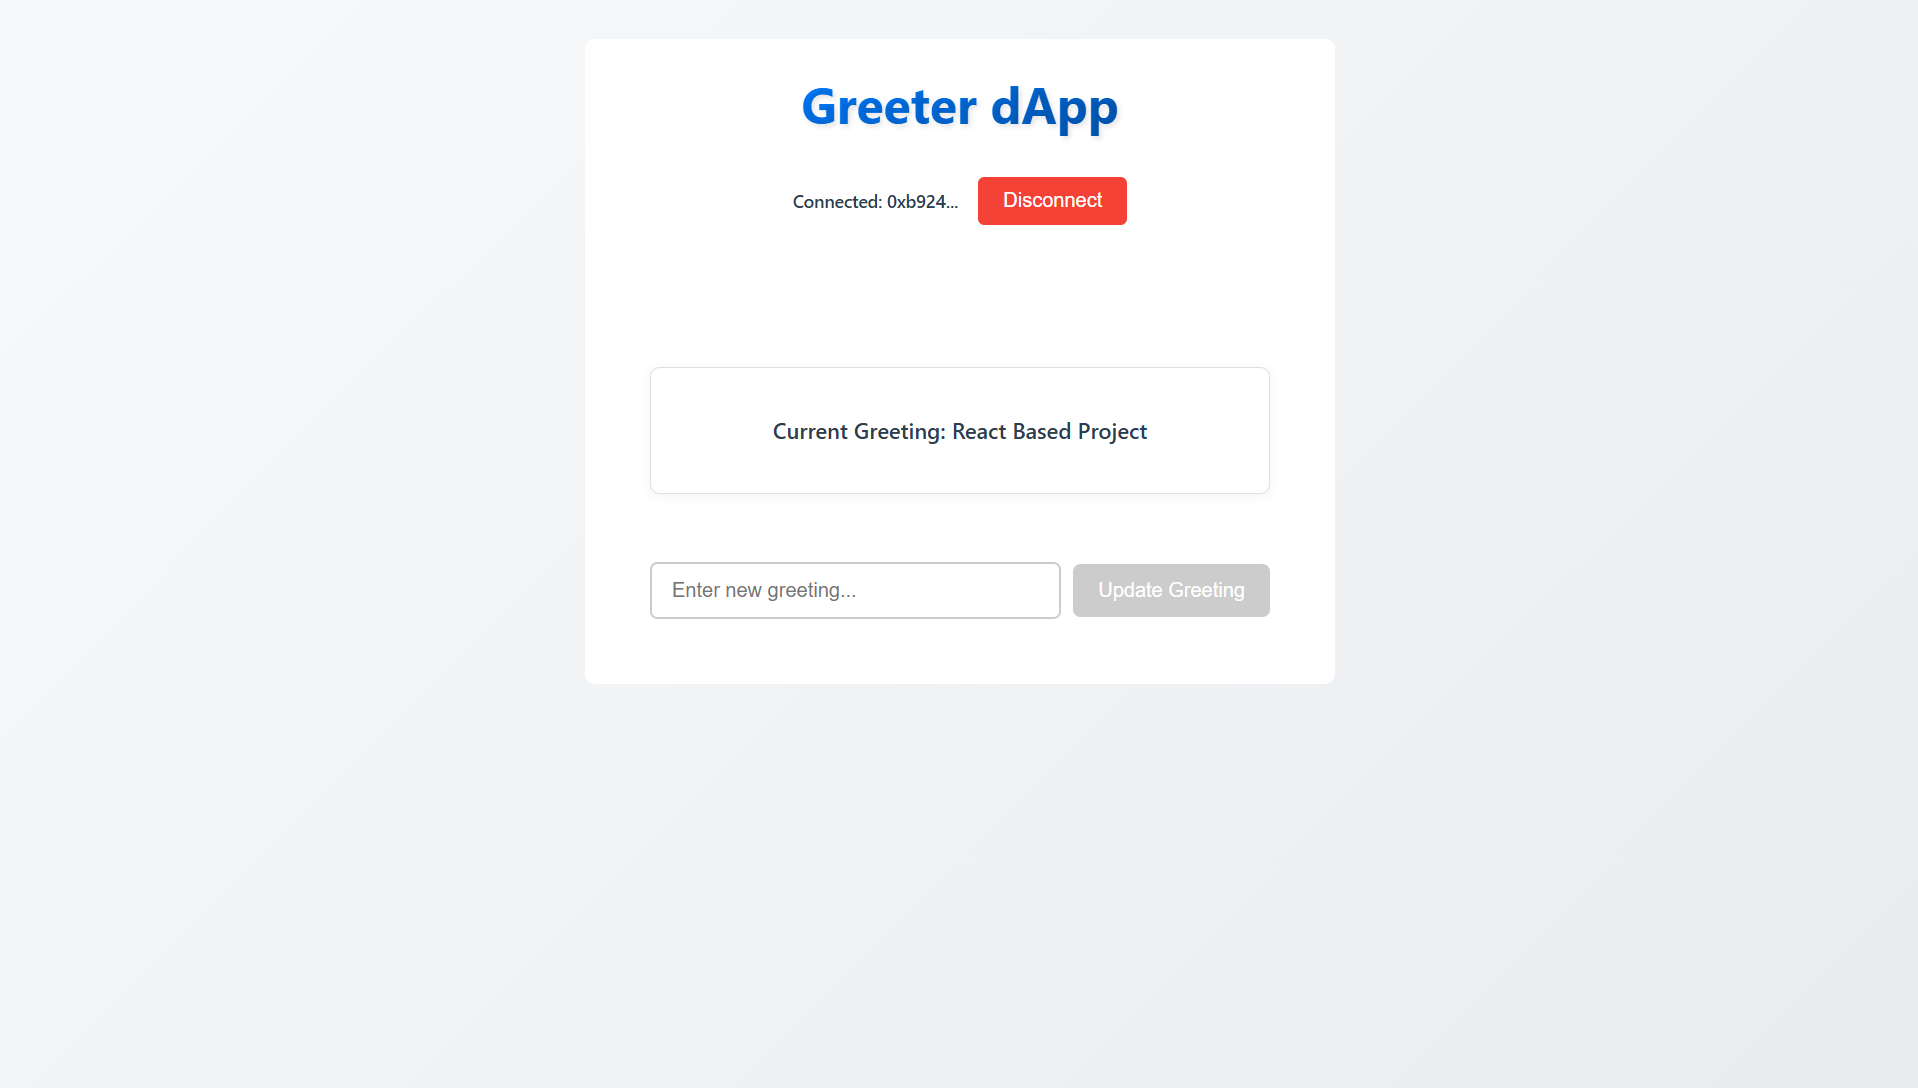 Greeter dApp
Connected: 0xb924...
Disconnect
Current Greeting: React Based Project
Enter new greeting...
Update Greeting